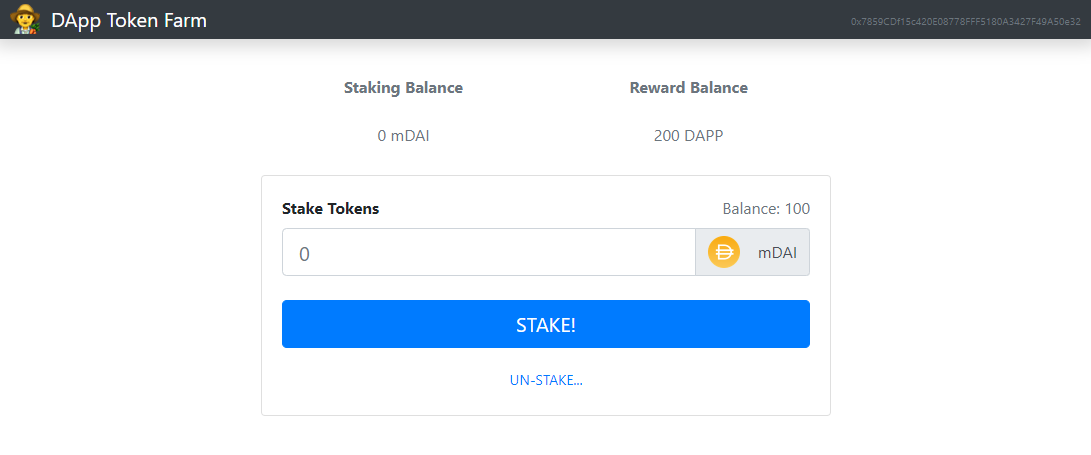 DApp Token Farm
0x7859CDf15c420E08778FFF5180A3427F49A50e32
Staking Balance Reward Balance
0 mDAI 200 DAPP
Stake Tokens Balance: 100
0 mDAI
STAKE!
UN-STAKE...